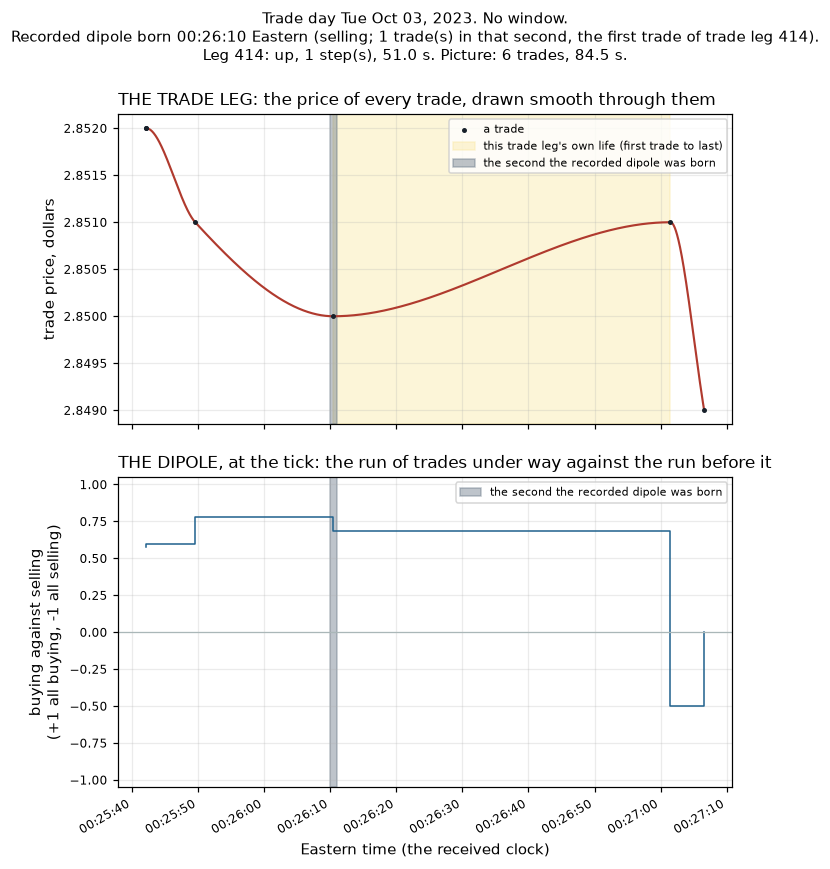 Trade day Tue Oct 03, 2023. No window.
Recorded dipole born 00:26:10 Eastern (selling; 1 trade(s) in that second, the first trade of trade leg 414).
Leg 414: up, 1 step(s), 51.0 s. Picture: 6 trades, 84.5 s.
THE TRADE LEG: the price of every trade, drawn smooth through them
a trade
this trade leg's own life (first trade to last)
the second the recorded dipole was born
trade price, dollars
2.8520
2.8515
2.8510
2.8505
2.8500
2.8495
2.8490
THE DIPOLE, at the tick: the run of trades under way against the run before it
the second the recorded dipole was born
buying against selling
(+1 all buying, -1 all selling)
1.00
0.75
0.50
0.25
0.00
−0.25
−0.50
−0.75
−1.00
00:25:40
00:25:50
00:26:00
00:26:10
00:26:20
00:26:30
00:26:40
00:26:50
00:27:00
00:27:10
Eastern time (the received clock)